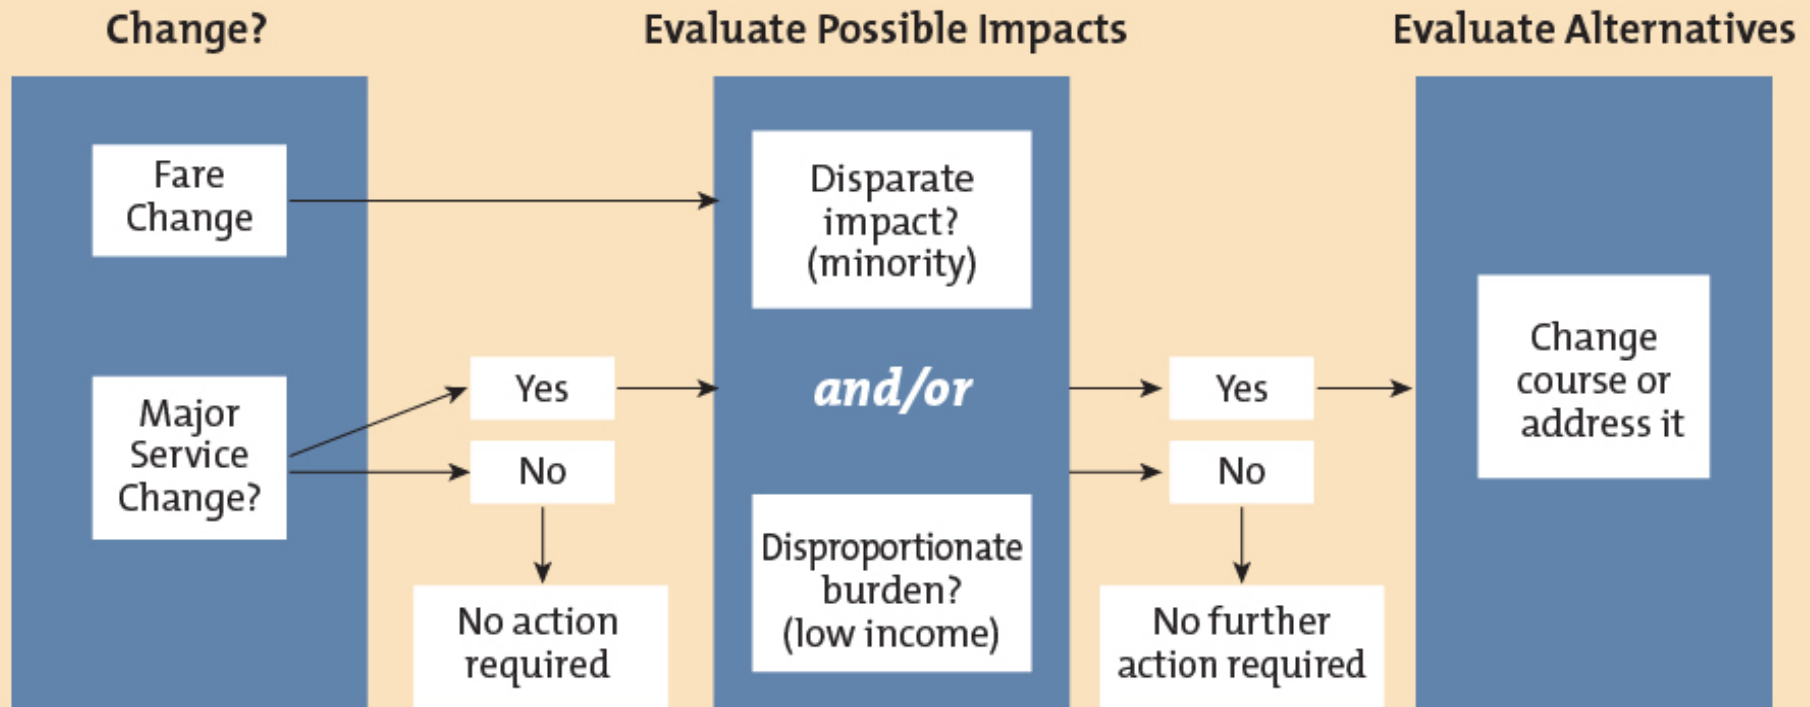 Change?
Evaluate Possible Impacts
Evaluate Alternatives
Fare
Change
Major
Service
Change?
Yes
No
No action
required
Disparate
impact?
(minority)
and/or
Disproportionate
burden?
(low income)
Yes
No
No further
action required
Change
course or
address it